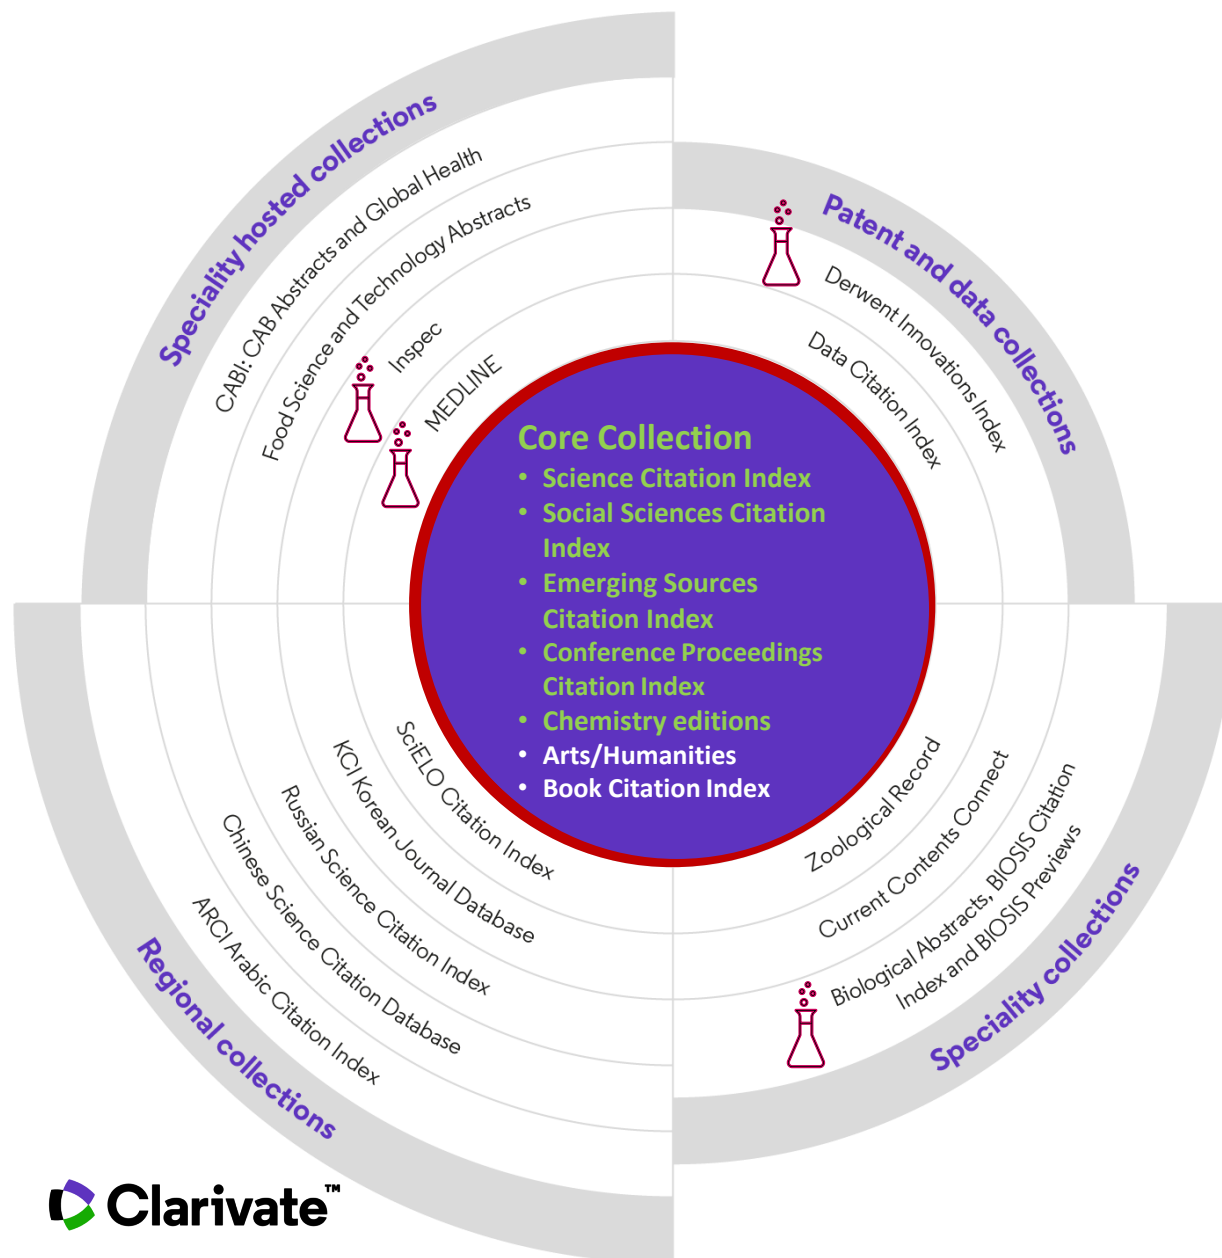 Speciality hosted collections
CABI: CAB Abstracts and Global Health
Food Science and Technology Abstracts
Inspec
MEDLINE
Patent and data collections
Derwent Innovations Index
Data Citation Index
Core Collection
• Science Citation Index
• Social Sciences Citation
Index
• Emerging Sources
Citation Index
• Conference Proceedings
Citation Index
• Chemistry editions
• Arts/Humanities
• Book Citation Index
SciELO Citation Index
KCI Korean Journal Database
Russian Science Citation Index
Chinese Science Citation Database
ARCI Arabic Citation Index
Regional collections
Zoological Record
Current Contents Connect
Biological Abstracts, BIOSIS Citation
Index and BIOSIS Previews
Speciality collections
Clarivate™